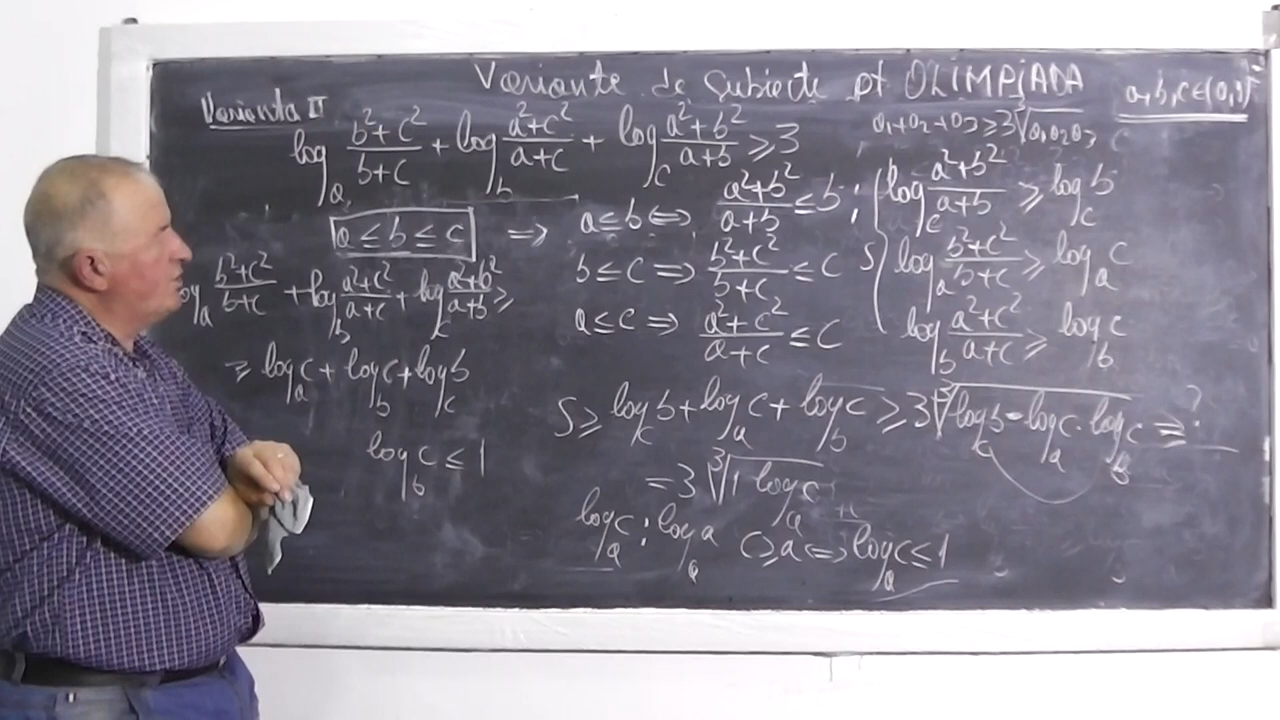 Variante de Subiecte pt OLIMPIADA
a,b,c∈(0,1)
Varianta II
log_a (b²+c²)/(b+c) + log_b (a²+c²)/(a+c) + log_c (a²+b²)/(a+b) ≥ 3
a₁+a₂+a₃ ≥ 3∛(a₁a₂a₃)
a ≤ b ≤ c ⇒
a ≤ b ⇔ (a²+b²)/(a+b) ≤ b ;
b ≤ c ⇒ (b²+c²)/(b+c) ≤ c
a ≤ c ⇒ (a²+c²)/(a+c) ≤ c
S { log_c (a²+b²)/(a+b) ≥ log_c b
log_a (b²+c²)/(b+c) ≥ log_a c
log_b (a²+c²)/(a+c) ≥ log_b c
log_a (b²+c²)/(b+c) + log_b (a²+c²)/(a+c) + log_c (a²+b²)/(a+b) ≥
≥ log_a c + log_b c + log_c b
log_b c ≤ 1
S ≥ log_c b + log_a c + log_b c ≥ 3∛(log_c b · log_a c · log_b c) ≥ ?
= 3∛(1 log_a c)
log_a c ; log_a a c ≥ a ⇔ log_a c ≤ 1